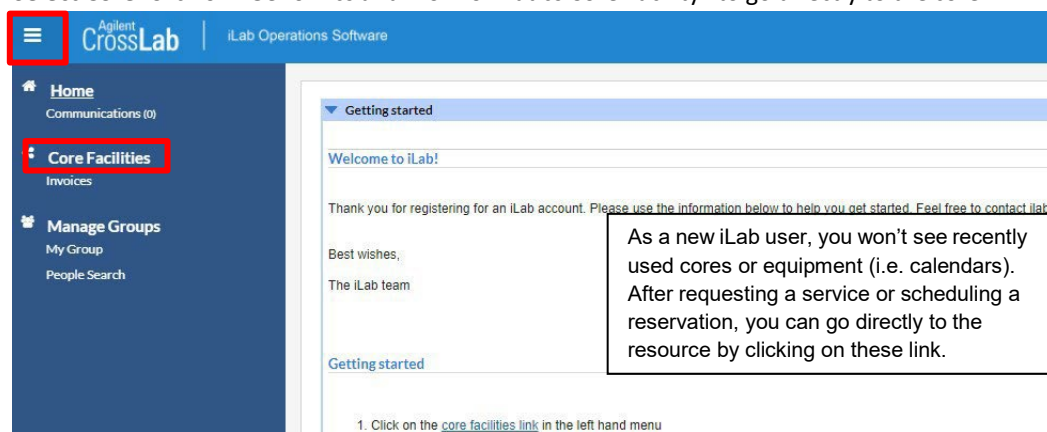 Agilent
CrossLab
iLab Operations Software
Home
Communications (0)
Core Facilities
Invoices
Manage Groups
My Group
People Search
Getting started
Welcome to iLab!
Thank you for registering for an iLab account. Please use the information below to help you get started. Feel free to contact ilab
Best wishes,
The iLab team
As a new iLab user, you won't see recently
used cores or equipment (i.e. calendars).
After requesting a service or scheduling a
reservation, you can go directly to the
resource by clicking on these link.
Getting started
1. Click on the core facilities link in the left hand menu